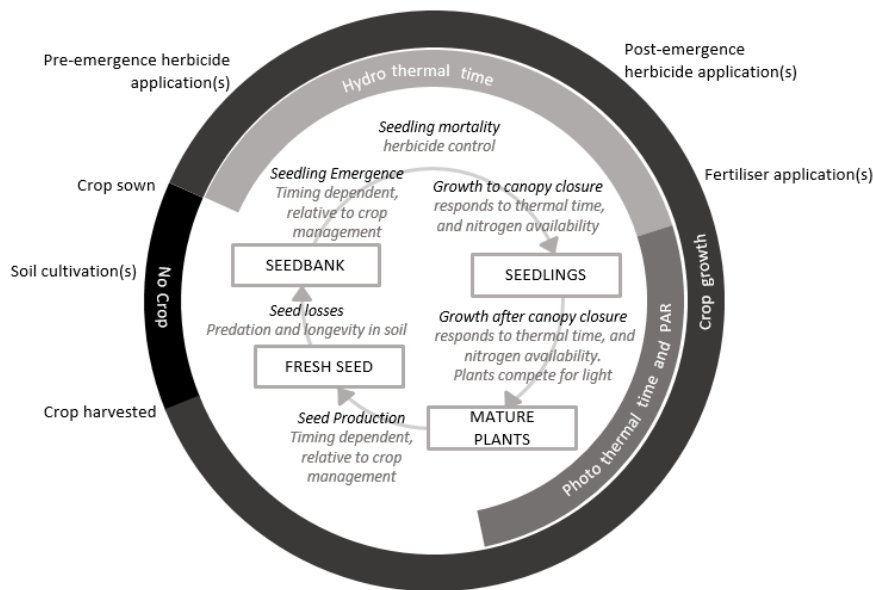 Pre-emergence herbicide
application(s)
Post-emergence
herbicide application(s)
Hydro thermal time
Seedling mortality
herbicide control
Seedling Emergence
Timing dependent,
relative to crop
management
Growth to canopy closure
responds to thermal time,
and nitrogen availability
Crop sown
Fertiliser application(s)
SEEDBANK
SEEDLINGS
Soil cultivation(s)
No Crop
Crop growth
Seed losses
Predation and longevity in soil
Growth after canopy closure
responds to thermal time, and
nitrogen availability.
Plants compete for light
FRESH SEED
Photo thermal time and PAR
Crop harvested
Seed Production
Timing dependent,
relative to crop
management
MATURE
PLANTS